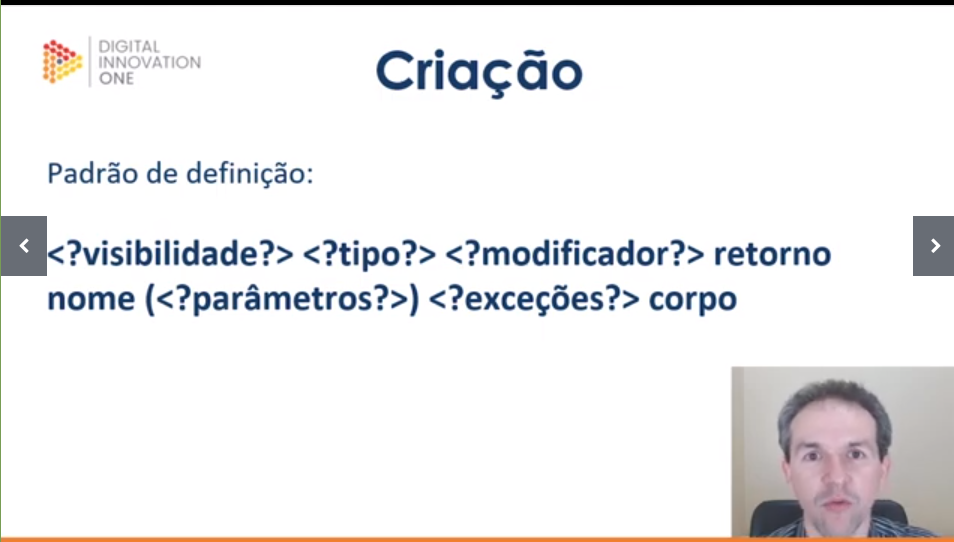 DIGITAL
INNOVATION
ONE
Criação
Padrão de definição:
<?visibilidade?> <?tipo?> <?modificador?> retorno
nome (<?parâmetros?>) <?exceções?> corpo